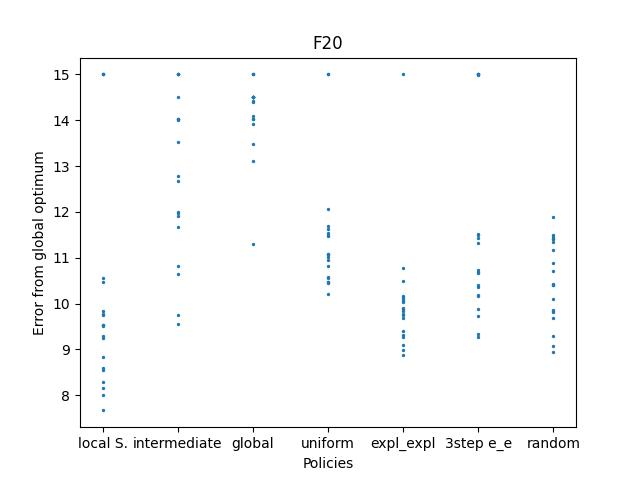 F20
Error from global optimum
15
14
13
12
11
10
9
8
local S. intermediate global uniform expl_expl 3step e_e random
Policies